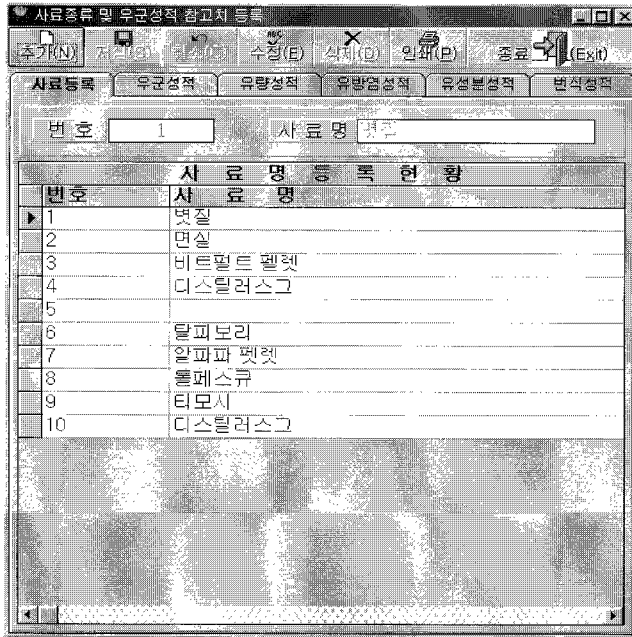 사료종류 및 우군성적 참고치 등록
추가(N) 수정(E) 삭제(D) 인쇄(P) 종료 (Exit)
사료등록 우군성적 유량성적 유방염성적 유성분성적 번식성적
번 호 1 사 료 명
사 료 명 등 록 현 황
번호 사 료 명
1 볏질
2 면실
3 비트펄트 펠렛
4 디스틸러스그
5
6 탈피보리
7 알파파 펫렛
8 톨페스큐
9 티모시
10 디스틸러스그